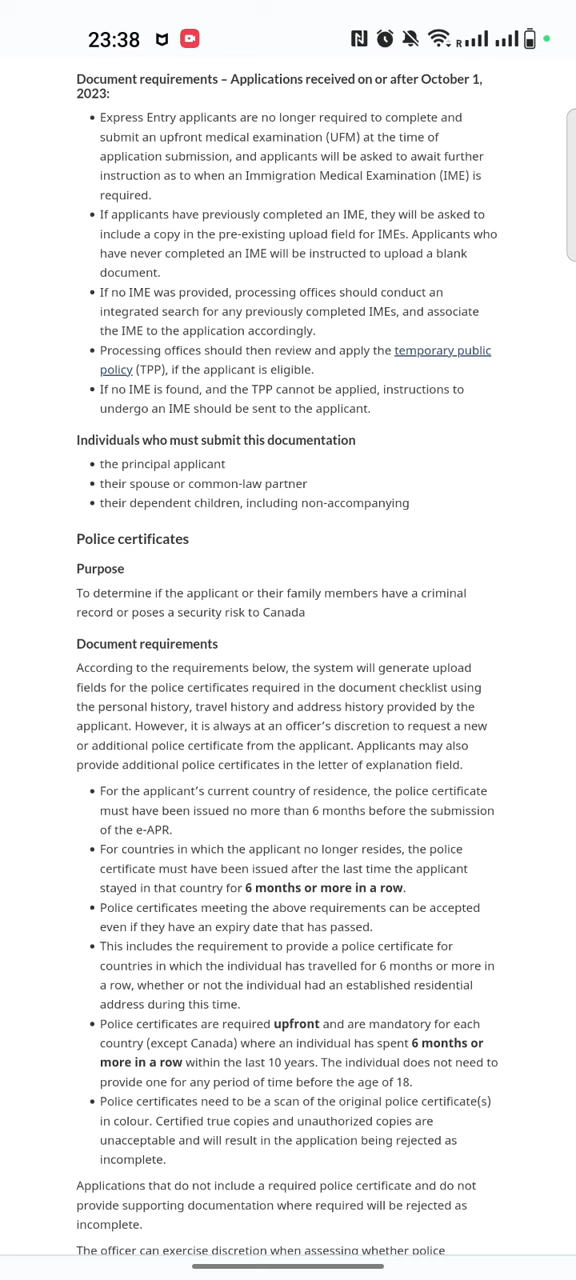 23:38
R
Document requirements – Applications received on or after October 1,
2023:
• Express Entry applicants are no longer required to complete and
submit an upfront medical examination (UFM) at the time of
application submission, and applicants will be asked to await further
instruction as to when an Immigration Medical Examination (IME) is
required.
• If applicants have previously completed an IME, they will be asked to
include a copy in the pre-existing upload field for IMEs. Applicants who
have never completed an IME will be instructed to upload a blank
document.
• If no IME was provided, processing offices should conduct an
integrated search for any previously completed IMEs, and associate
the IME to the application accordingly.
• Processing offices should then review and apply the temporary public
policy (TPP), if the applicant is eligible.
• If no IME is found, and the TPP cannot be applied, instructions to
undergo an IME should be sent to the applicant.
Individuals who must submit this documentation
• the principal applicant
• their spouse or common-law partner
• their dependent children, including non-accompanying
Police certificates
Purpose
To determine if the applicant or their family members have a criminal
record or poses a security risk to Canada
Document requirements
According to the requirements below, the system will generate upload
fields for the police certificates required in the document checklist using
the personal history, travel history and address history provided by the
applicant. However, it is always at an officer’s discretion to request a new
or additional police certificate from the applicant. Applicants may also
provide additional police certificates in the letter of explanation field.
• For the applicant’s current country of residence, the police certificate
must have been issued no more than 6 months before the submission
of the e-APR.
• For countries in which the applicant no longer resides, the police
certificate must have been issued after the last time the applicant
stayed in that country for 6 months or more in a row.
• Police certificates meeting the above requirements can be accepted
even if they have an expiry date that has passed.
• This includes the requirement to provide a police certificate for
countries in which the individual has travelled for 6 months or more in
a row, whether or not the individual had an established residential
address during this time.
• Police certificates are required upfront and are mandatory for each
country (except Canada) where an individual has spent 6 months or
more in a row within the last 10 years. The individual does not need to
provide one for any period of time before the age of 18.
• Police certificates need to be a scan of the original police certificate(s)
in colour. Certified true copies and unauthorized copies are
unacceptable and will result in the application being rejected as
incomplete.
Applications that do not include a required police certificate and do not
provide supporting documentation where required will be rejected as
incomplete.
The officer can exercise discretion when assessing whether police